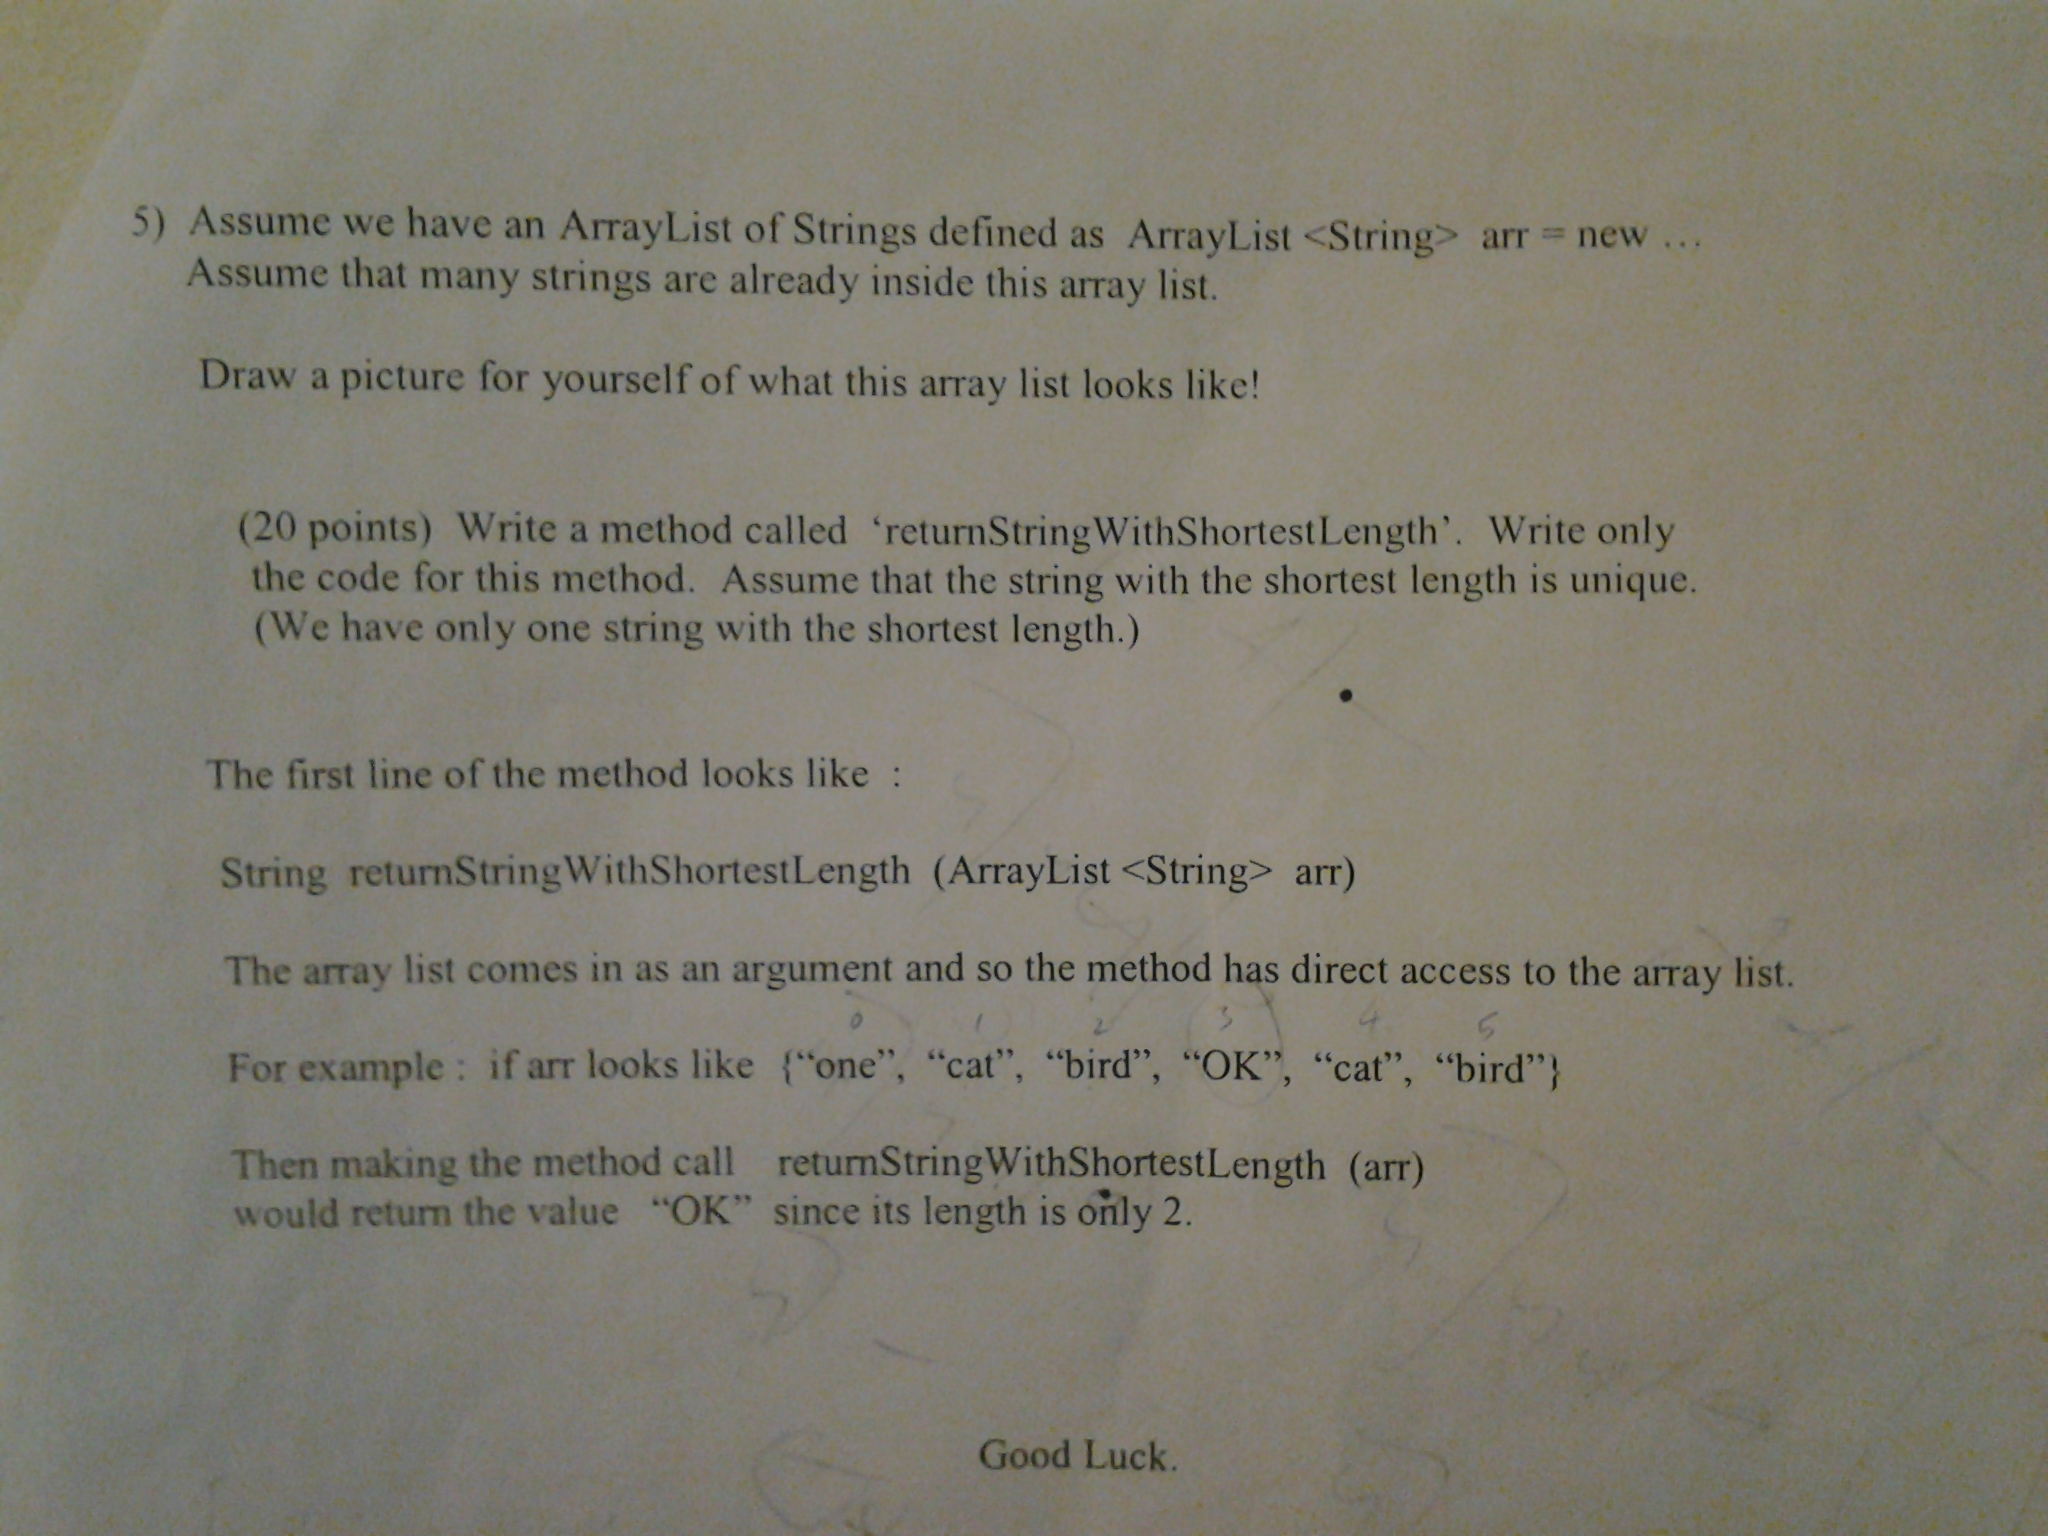 5) Assume we have an ArrayList of Strings defined as ArrayList <String> arr = new ...
Assume that many strings are already inside this array list.
Draw a picture for yourself of what this array list looks like!
(20 points) Write a method called ‘returnStringWithShortestLength’. Write only
the code for this method. Assume that the string with the shortest length is unique.
(We have only one string with the shortest length.)
The first line of the method looks like :
String returnStringWithShortestLength (ArrayList <String> arr)
The array list comes in as an argument and so the method has direct access to the array list.
0 1 2 3 4 5
For example : if arr looks like {“one”, “cat”, “bird”, “OK”, “cat”, “bird”}
Then making the method call returnStringWithShortestLength (arr)
would return the value “OK” since its length is only 2.
Good Luck.